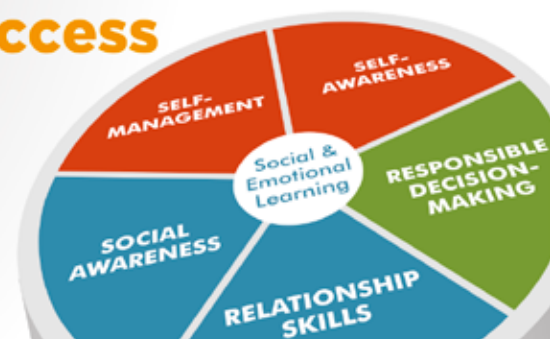 ccess
SELF-
MANAGEMENT
SELF-
AWARENESS
Social &
Emotional
Learning
RESPONSIBLE
DECISION-
MAKING
SOCIAL
AWARENESS
RELATIONSHIP
SKILLS